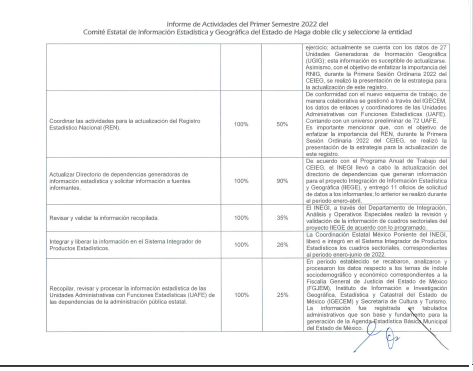 Informe de Actividades del Primer Semestre 2022 del
Comité Estatal de Información Estadística y Geográfica del Estado de Haga doble clic y seleccione la entidad
ejercicio; actualmente se cuenta con los datos de 27
Unidades Generadoras de Inormación Geográfica
(UGIG); esta información es suceptible de actualizarse.
Asimismo, con el objetivo de enfatizar la importancia del
RNIG, durante la Primera Sesión Ordinaria 2022 del
CEIEG, se realizó la presentación de la estrategia para
la actualización de este registro.
Coordinar las actividades para la actualización del Registro
Estadístico Nacional (REN).
100%
50%
De conformidad con el nuevo esquema de trabajo, de
manera colaborativa se gestionó a través del IGECEM,
los datos de enlaces y coordinadores de las Unidades
Administrativas con Funciones Estadísticas (UAFE).
Contando con un universo preeliminar de 72 UAFE.
Es importante mencionar que, con el objetivo de
enfatizar la importancia del REN, durante la Primera
Sesión Ordinaria 2022 del CEIEG, se realizó la
presentación de la estrategia para la actualización de
este registro.
Actualizar Directorio de dependencias generadoras de
información estadística y solicitar información a fuentes
informantes.
100%
90%
De acuerdo con el Programa Anual de Trabajo del
CEIEG, el INEGI llevó a cabo la actualización del
directorio de dependencias que generan información
para el proyecto Integración de Información Estadística
y Geográfica (IIEGE), y entregó 11 oficios de solicitud
de datos a los informantes; lo anterior se realizó durante
el periodo enero-abril.
Revisar y validar la información recopilada.
100%
35%
El INEGI, a través del Departamento de Integración,
Análisis y Operativos Especiales realizó la revisión y
validación de la información de cuadros sectoriales del
proyecto IIEGE de acuerdo con lo programado.
Integrar y liberar la información en el Sistema Integrador de
Productos Estadísticos.
100%
26%
La Coordinación Estatal México Poniente del INEGI,
liberó e integró en el Sistema Integrador de Productos
Estadísticos los cuadros sectoriales, correspondientes
al periodo enero-junio de 2022.
Recopilar, revisar y procesar la información estadística de las
Unidades Administrativas con Funciones Estadísticas (UAFE) de
las dependencias de la administración pública estatal.
100%
25%
En periodo establecido se recabaron, analizaron y
procesaron los datos respecto a los temas de índole
sociodemográfico y económico correspondientes a la
Fiscalía General de Justicia del Estado de México
(FGJEM), Instituto de Información e Investigación
Geográfica, Estadística y Catastral del Estado de
México (IGECEM) y Secretaría de Cultura y Turismo.
La información fue registrada en tabulados
administrativos que son base y fundamento para la
generación de la Agenda Estadística Básica Municipal
del Estado de México.